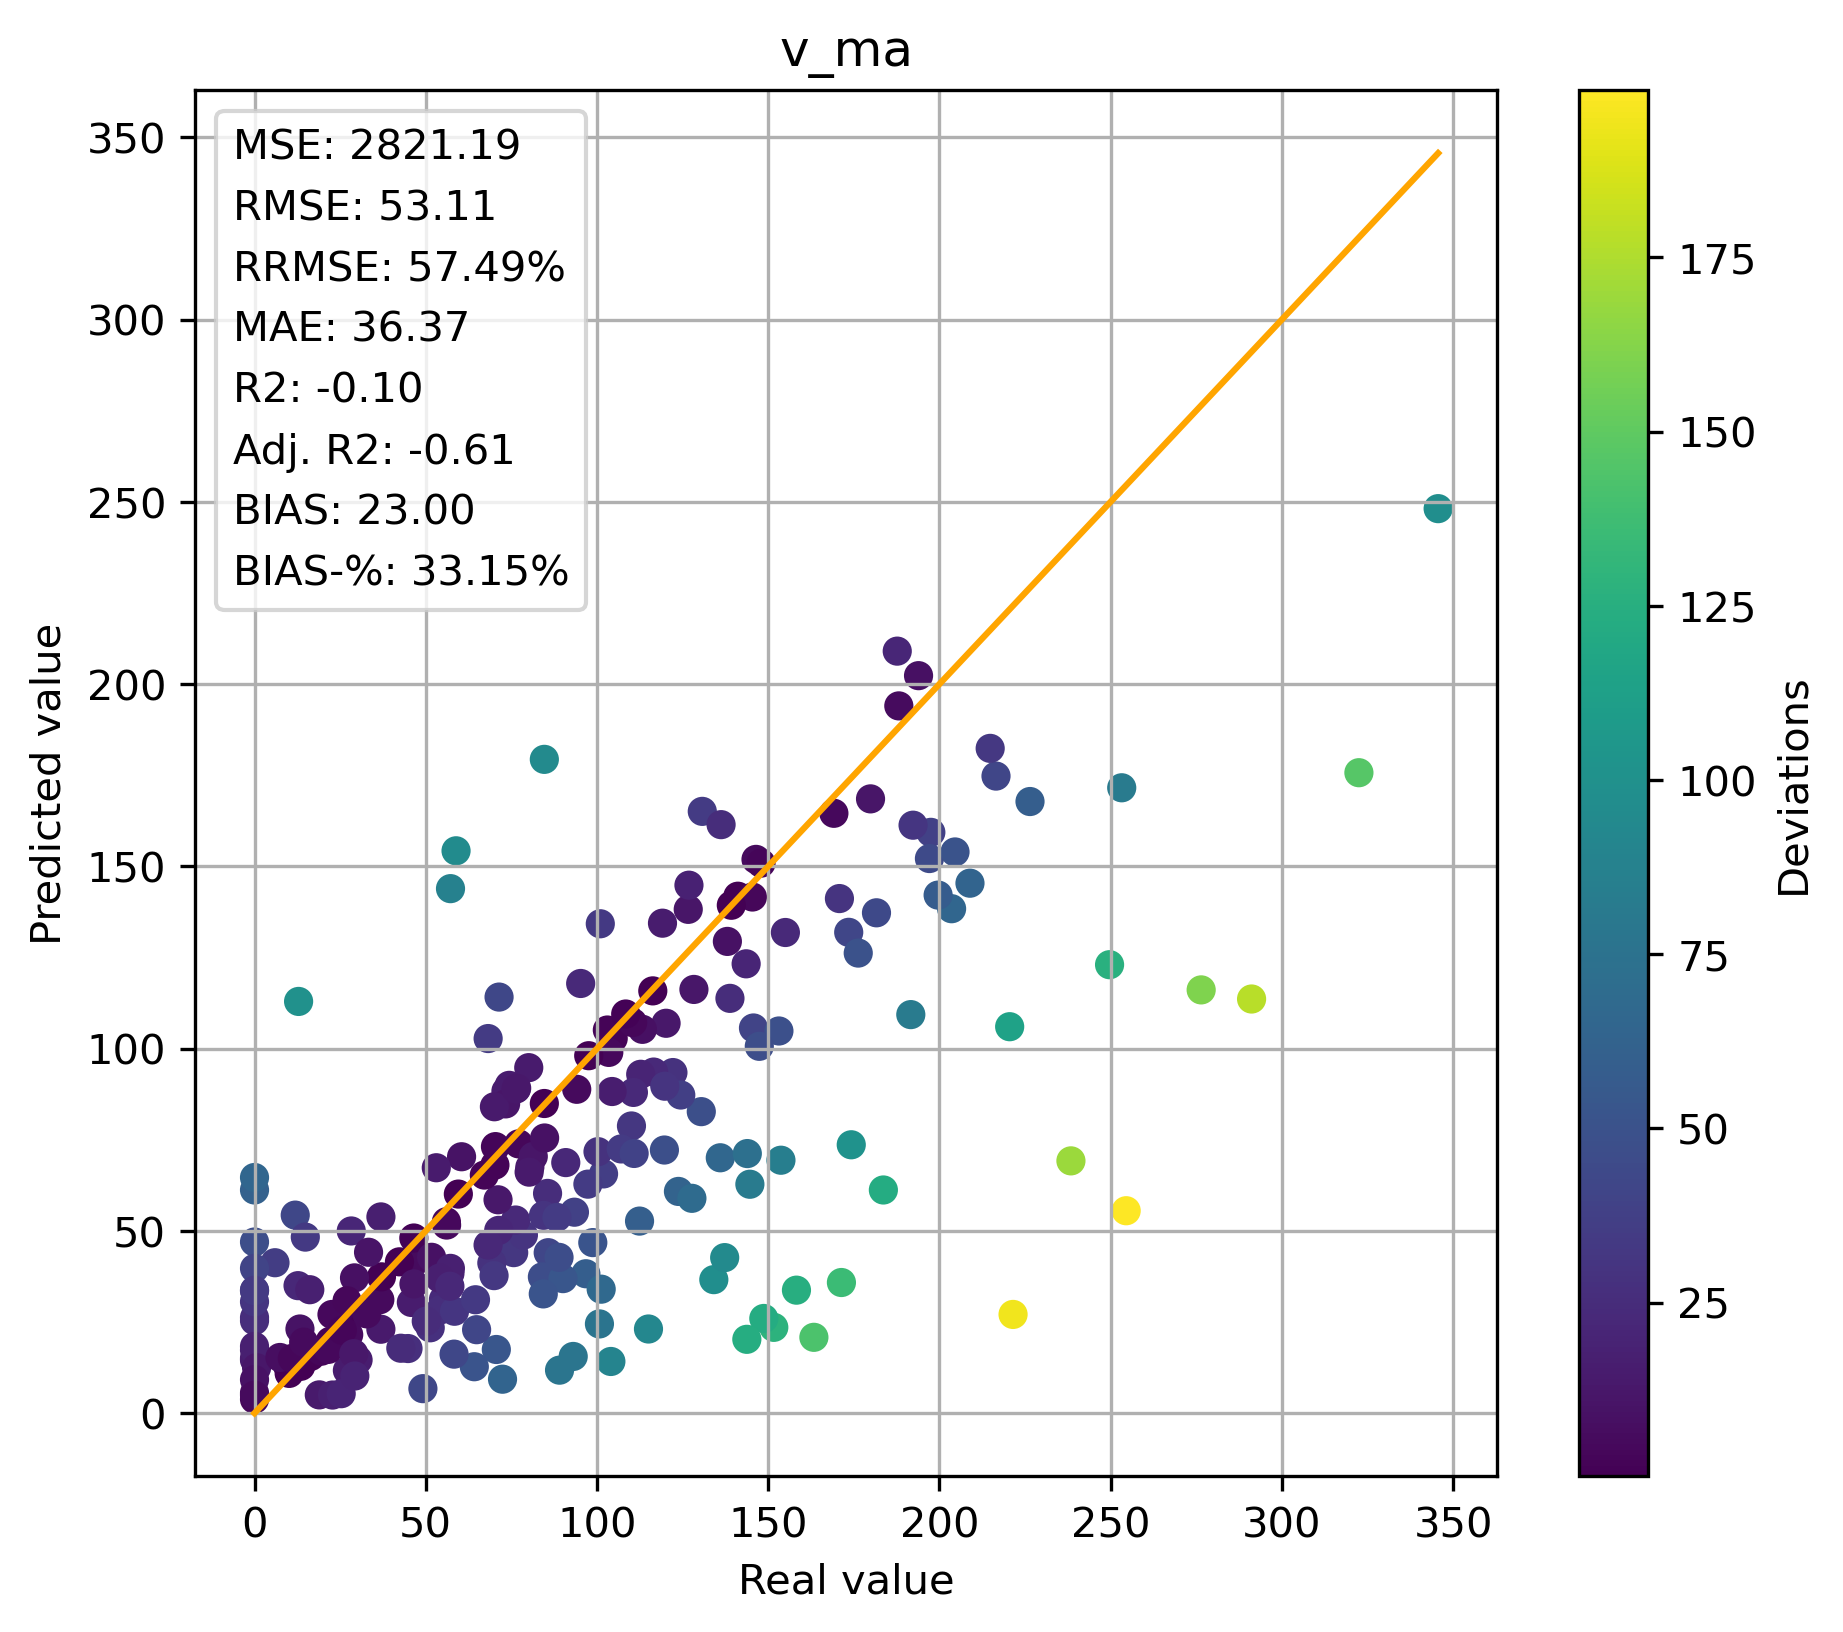 v_ma
MSE: 2821.19
RMSE: 53.11
RRMSE: 57.49%
MAE: 36.37
R2: -0.10
Adj. R2: -0.61
BIAS: 23.00
BIAS-%: 33.15%
350
300
250
200
150
100
50
0
Predicted value
0
50
100
150
200
250
300
350
Real value
175
150
125
100
75
50
25
Deviations